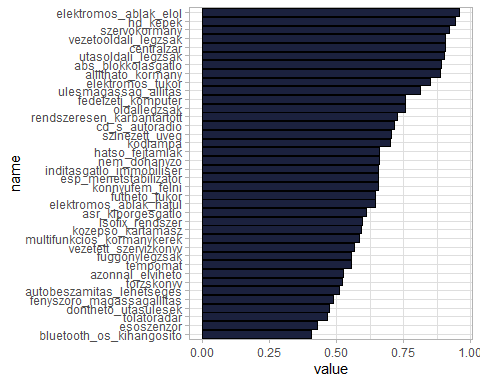 elektromos_ablak_elol
hd_kepek
szervokormany
vezetooldali_legzsak
centralzar
utasoldali_legzsak
abs_blokkolasgatlo
allithato_kormany
elektromos_tukor
ulesmagassag_allitas
fedelzeti_komputer
oldallegzsak
rendszeresen_karbantartott
cd_s_autoradio
szinezett_uveg
kodlampa
hatso_fejtamlak
nem_dohanyzo
inditasgatlo_immobiliser
esp_menetstabilizator
konnyufem_felni
futheto_tukor
elektromos_ablak_hatul
asr_kiporgesgatlo
isofix_rendszer
kozepso_kartamasz
multifunkcios_kormanykerek
vezetett_szervizkonyv
fuggonylegzsak
tempomat
azonnal_elviheto
torzskonyv
autobeszamitas_lehetseges
fenyszoro_magassagallitas
dontheto_utasulesek
tolatoradar
esoszenzor
bluetooth_os_kihangosito
name
0.00 0.25 0.50 0.75 1.00
value